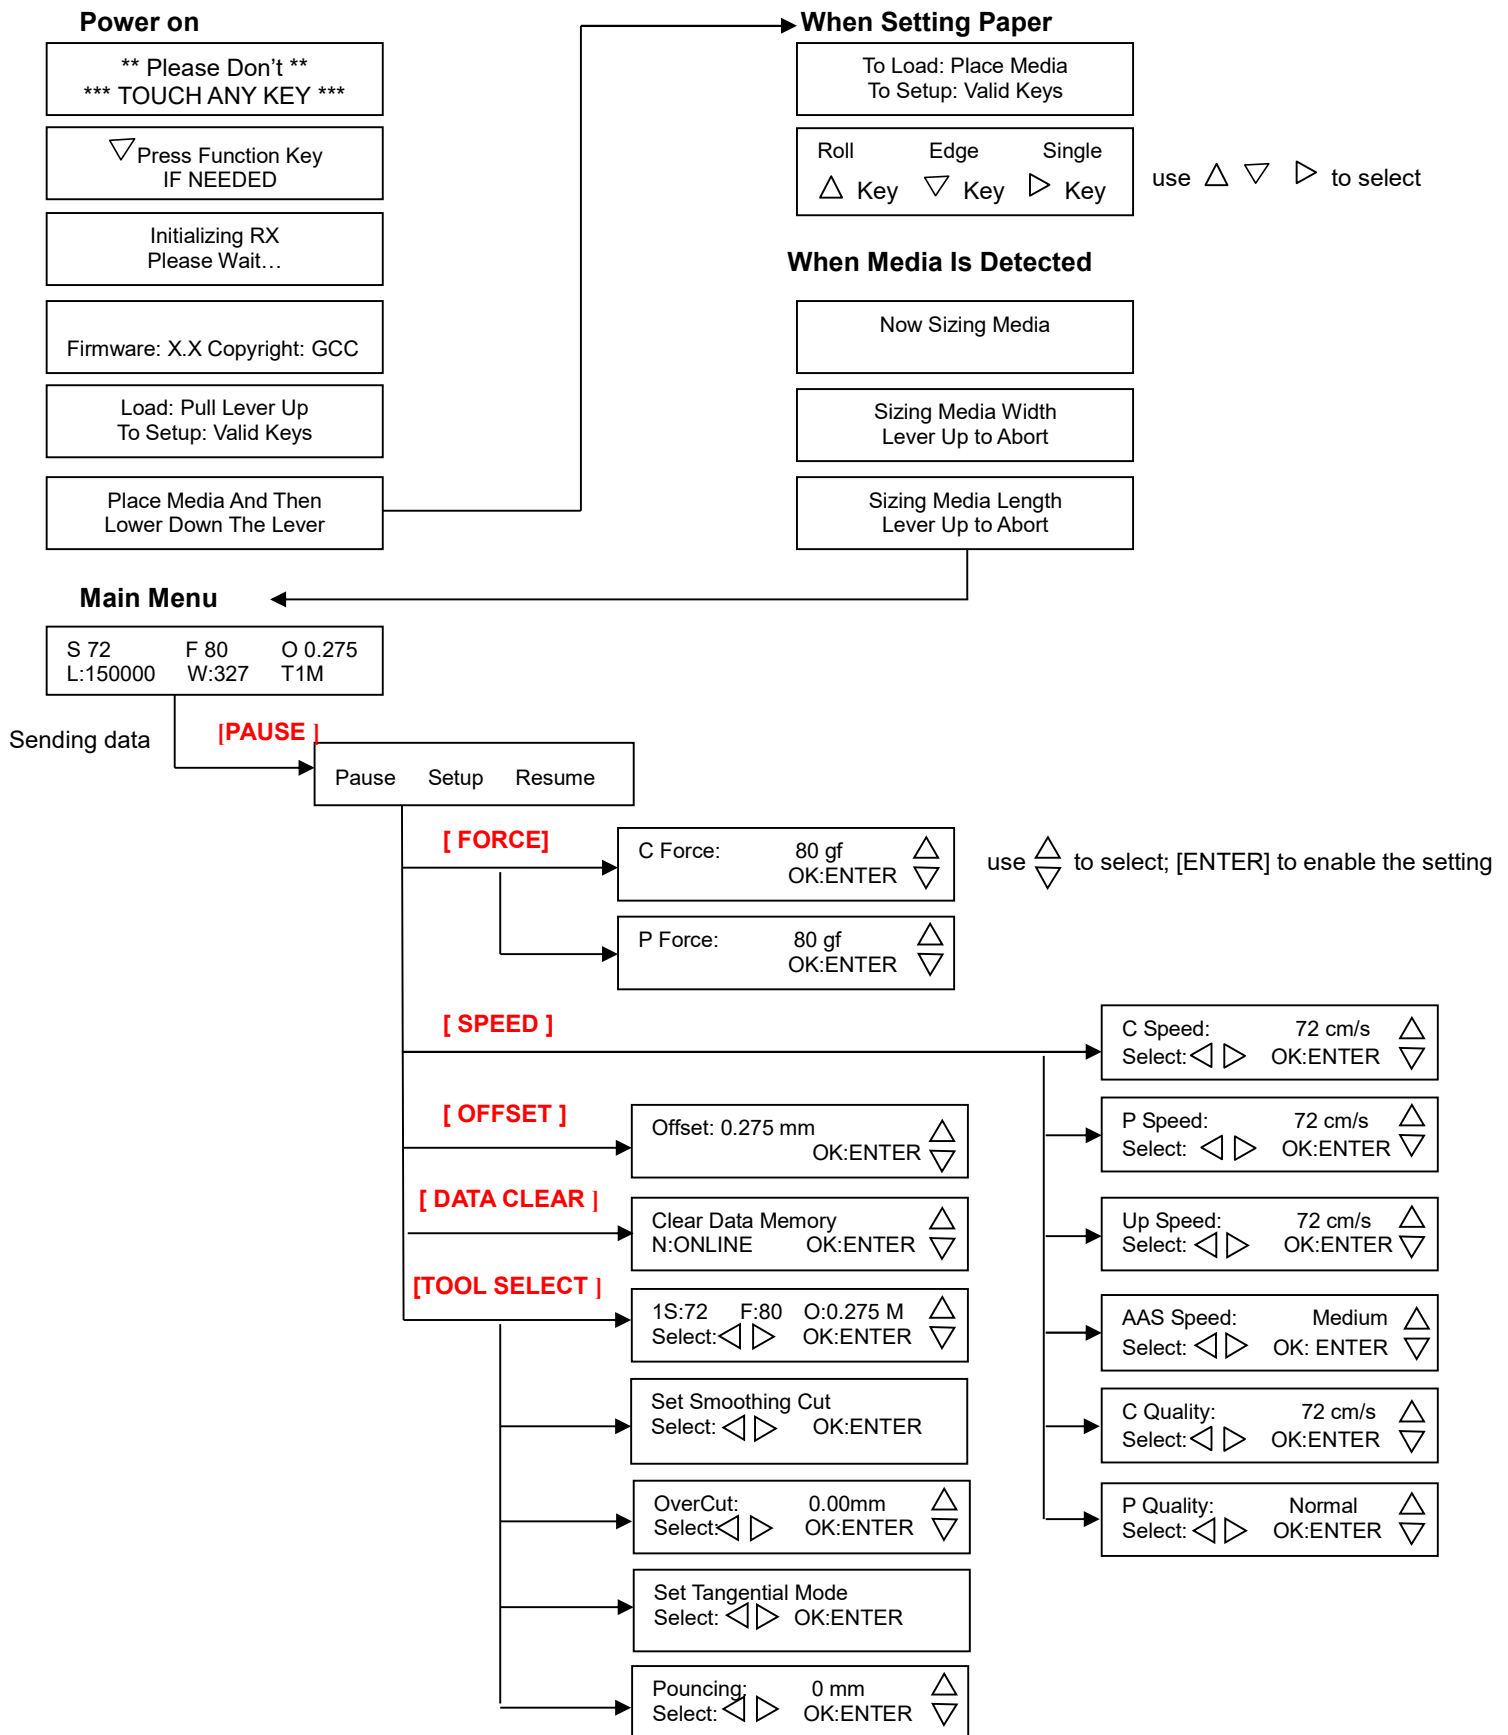 Power on
** Please Don't **
*** TOUCH ANY KEY ***
Press Function Key
IF NEEDED
Initializing RX
Please Wait…
Firmware: X.X Copyright: GCC
Load: Pull Lever Up
To Setup: Valid Keys
Place Media And Then
Lower Down The Lever
When Setting Paper
To Load: Place Media
To Setup: Valid Keys
Roll Edge Single
△ Key ▽ Key ▷ Key
use △ ▽ ▷ to select
When Media Is Detected
Now Sizing Media
Sizing Media Width
Lever Up to Abort
Sizing Media Length
Lever Up to Abort
Main Menu
S 72 F 80 O 0.275
L:150000 W:327 T1M
Sending data
[PAUSE ]
Pause Setup Resume
[ FORCE]
C Force: 80 gf
OK:ENTER
use △▽ to select; [ENTER] to enable the setting
P Force: 80 gf
OK:ENTER
[ SPEED ]
C Speed: 72 cm/s
Select: ◁ ▷ OK:ENTER
P Speed: 72 cm/s
Select: ◁ ▷ OK:ENTER
Up Speed: 72 cm/s
Select: ◁ ▷ OK:ENTER
AAS Speed: Medium
Select: ◁ ▷ OK: ENTER
C Quality: 72 cm/s
Select: ◁ ▷ OK:ENTER
P Quality: Normal
Select: ◁ ▷ OK:ENTER
[ OFFSET ]
Offset: 0.275 mm
OK:ENTER
[ DATA CLEAR ]
Clear Data Memory
N:ONLINE OK:ENTER
[TOOL SELECT ]
1S:72 F:80 O:0.275 M
Select: ◁ ▷ OK:ENTER
Set Smoothing Cut
Select: ◁ ▷ OK:ENTER
OverCut: 0.00mm
Select: ◁ ▷ OK:ENTER
Set Tangential Mode
Select: ◁ ▷ OK:ENTER
Pouncing: 0 mm
Select: ◁ ▷ OK:ENTER